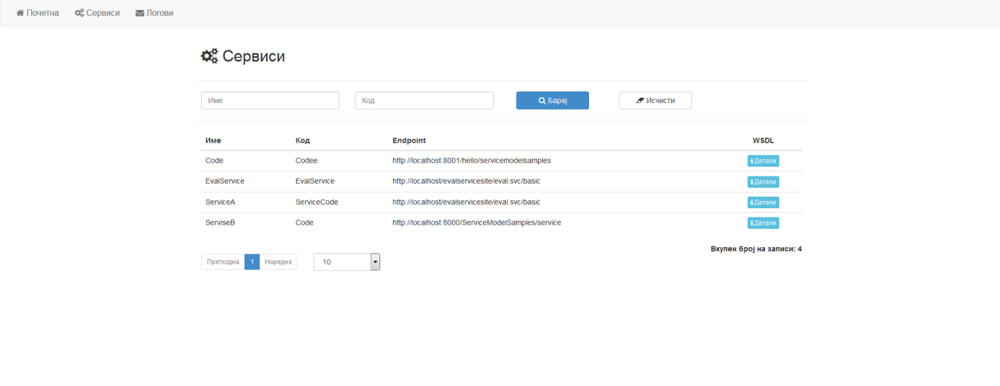 Почетна Сервиси Логови
Сервиси
Име Код Барај Исчисти
Име Код Endpoint WSDL
Code Codee http://localhost:8001/hello/servicemodelsamples Детали
EvalService EvalService http://localhost/evalservicesite/eval.svc/basic Детали
ServiceA ServiceCode http://localhost/evalservicesite/eval.svc/basic Детали
ServiseB Code http://localhost:8000/ServiceModelSamples/service Детали
Вкупен број на записи: 4
Претходна 1 Наредна 10